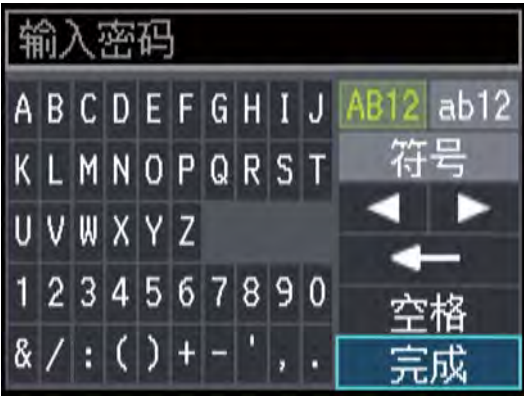 输入密码
A B C D E F G H I J
K L M N O P Q R S T
U V W X Y Z
1 2 3 4 5 6 7 8 9 0
& / : ( ) + - ' , .
AB12 ab12
符号
空格
完成